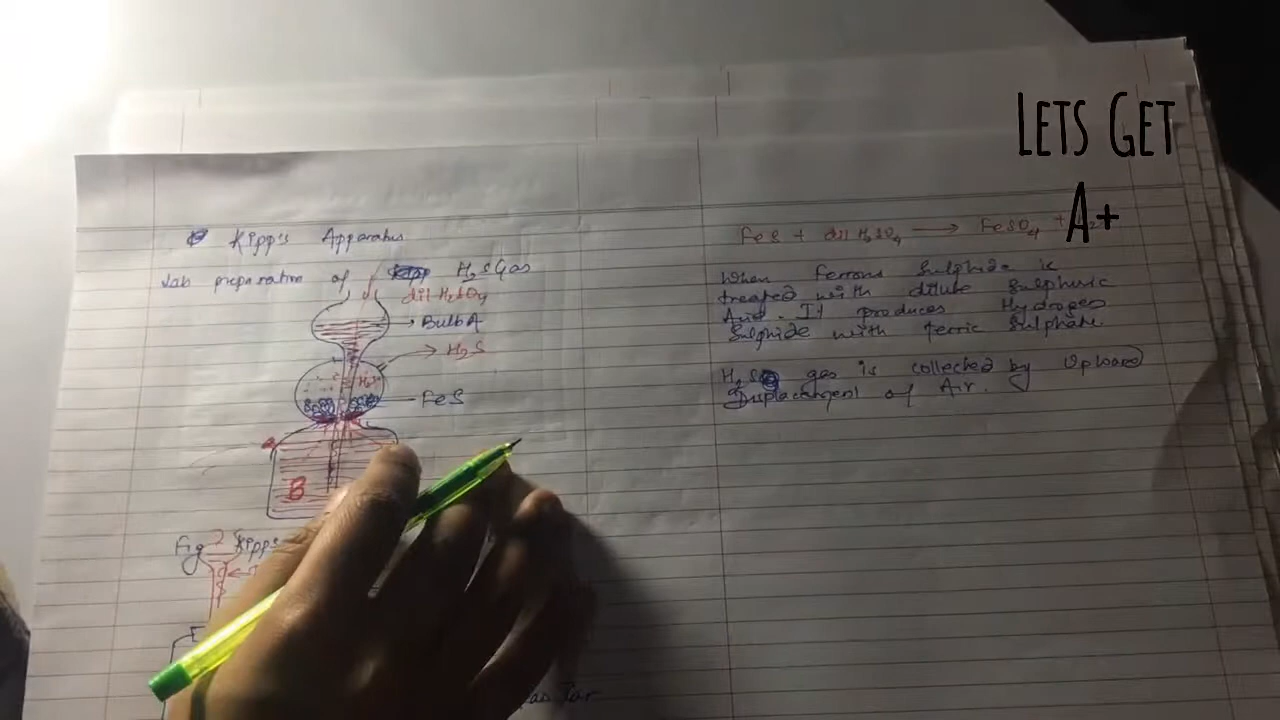 LETS GET
A+
Kipp's Apparatus
Lab preparation of H₂S Gas
dil H₂SO₄
Bulb A
H₂S
H₂S
FeS
B
Fig Kipps
Jar
FeS + dil H₂SO₄ → FeSO₄ +
When ferrous Sulphide is
treated with dilute Sulphuric
Acid. It produces Hydrogen
Sulphide with ferric Sulphate.
H₂S gas is collected by Upward
Displacement of Air.